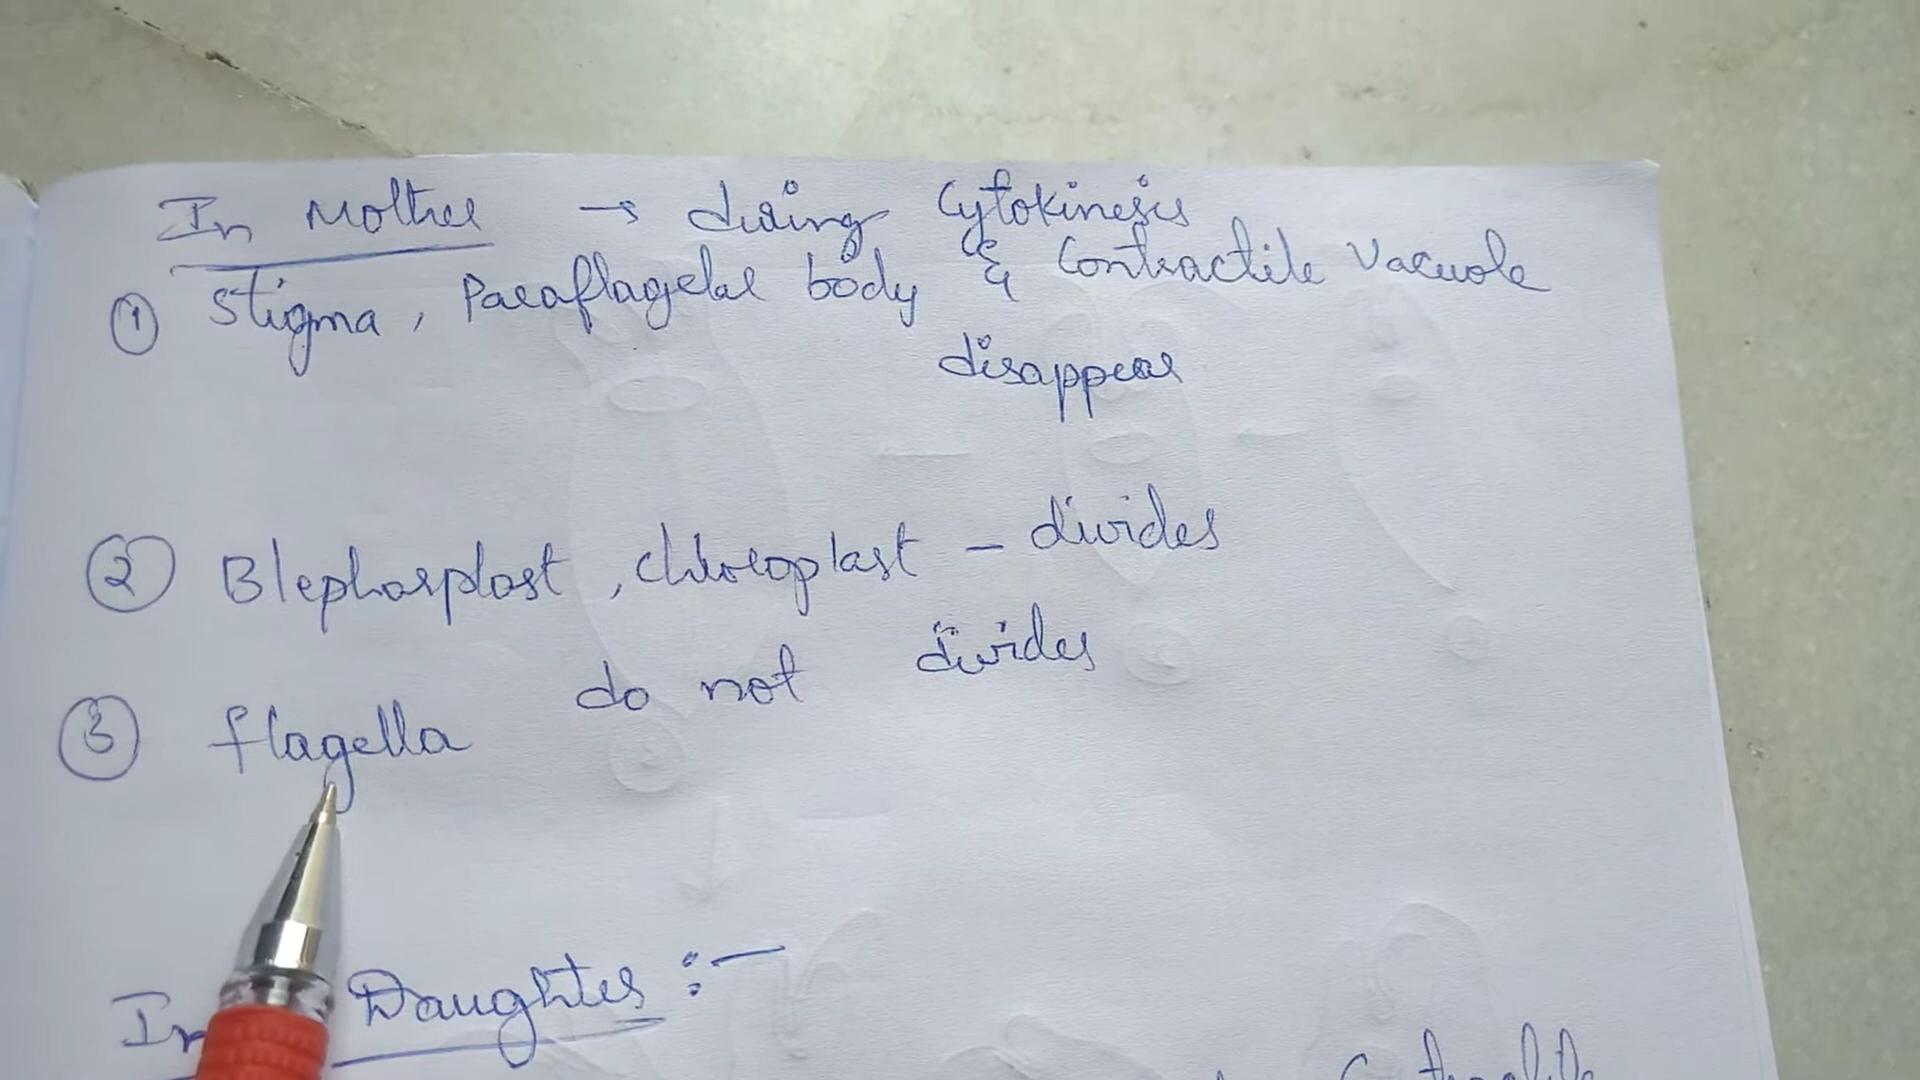 In Mother → during Cytokinesis
① Stigma, Paraflagelar body & Contractile Vacuole
disappear
② Blepharplast, chloroplast - divides
③ flagella do not divides
In Daughter :-